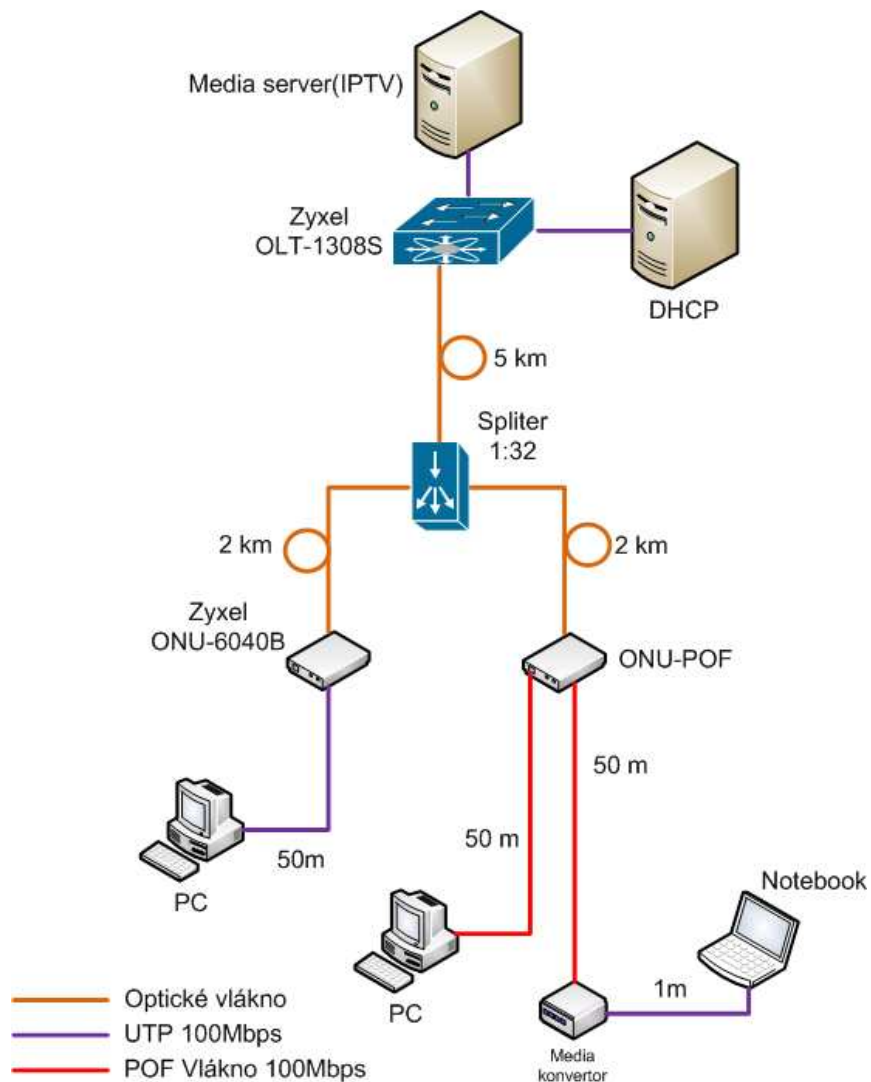 Media server(IPTV)
Zyxel
OLT-1308S
DHCP
5 km
Spliter
1:32
2 km
2 km
Zyxel
ONU-6040B
ONU-POF
50 m
50 m
50m
PC
Notebook
PC
1m
Media
konvertor
Optické vlákno
UTP 100Mbps
POF Vlákno 100Mbps